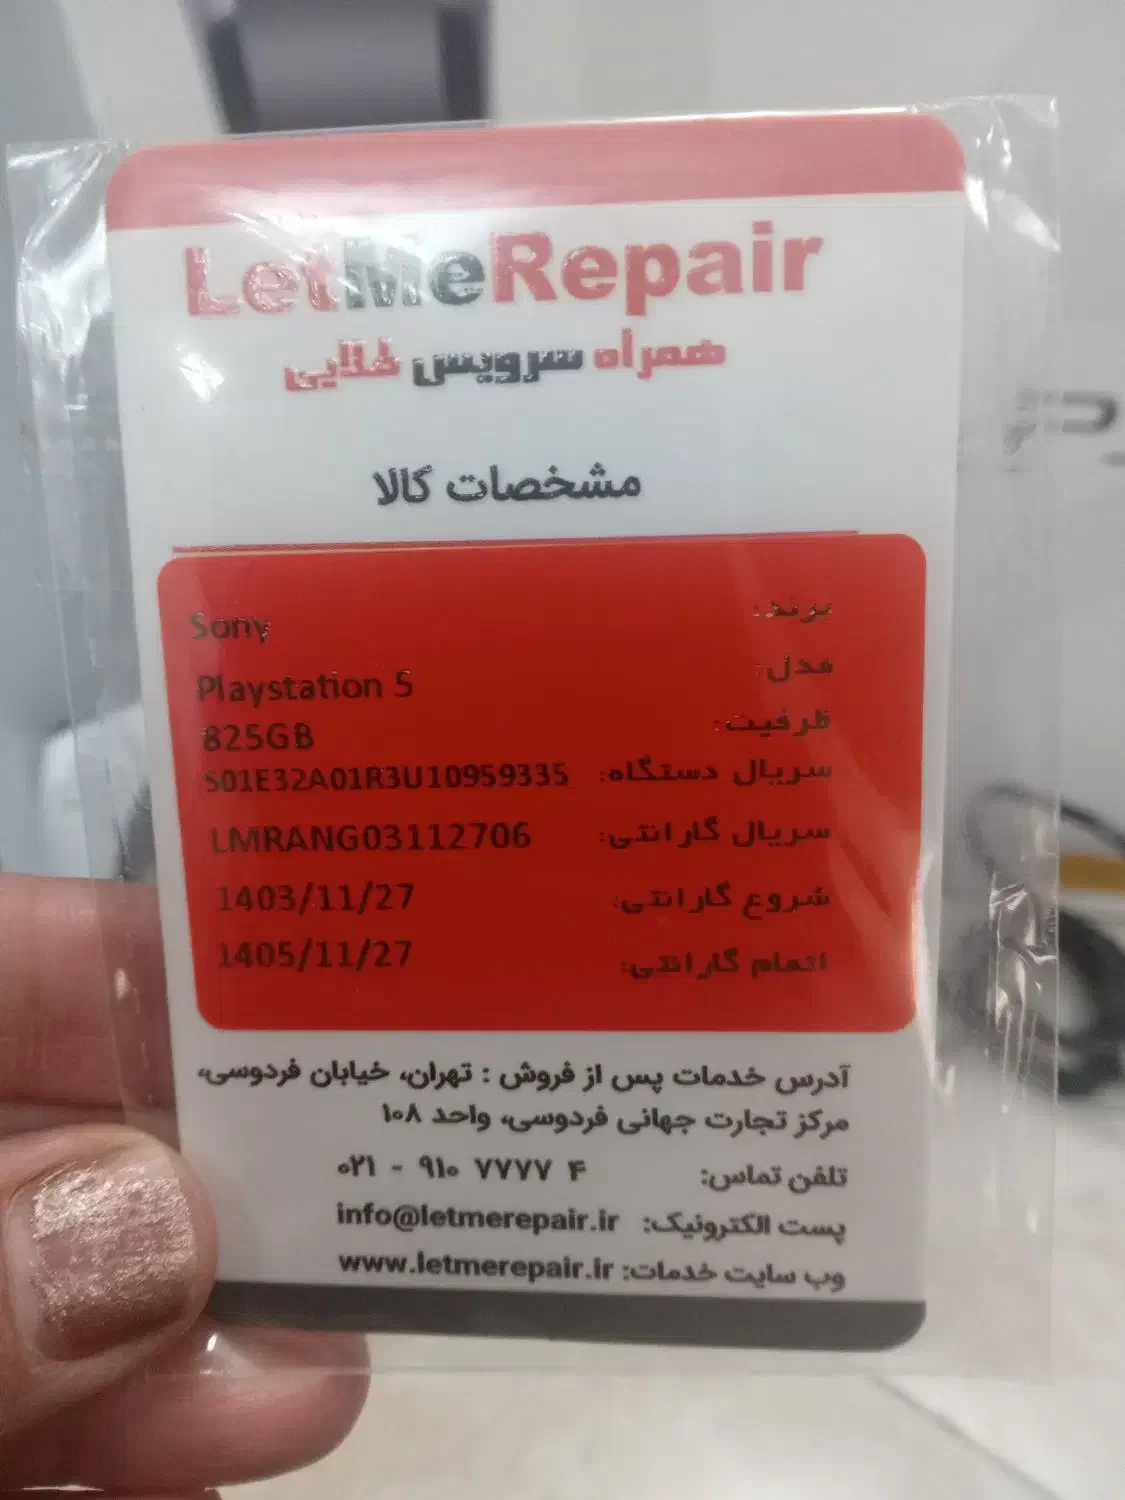 LetMeRepair
همراه سرویس طلایی
مشخصات کالا
برند: Sony
مدل: Playstation 5
ظرفیت: 825GB
سریال دستگاه: S01E32A01R3U10959335
سریال گارانتی: LMRANG03112706
شروع گارانتی: 1403/11/27
اتمام گارانتی: 1405/11/27
آدرس خدمات پس از فروش : تهران، خیابان فردوسی،
مرکز تجارت جهانی فردوسی، واحد ۱۰۸
تلفن تماس: ۰۲۱ - ۹۱۰ ۷۷۷۷ ۴
پست الکترونیک: info@letmerepair.ir
وب سایت خدمات: www.letmerepair.ir